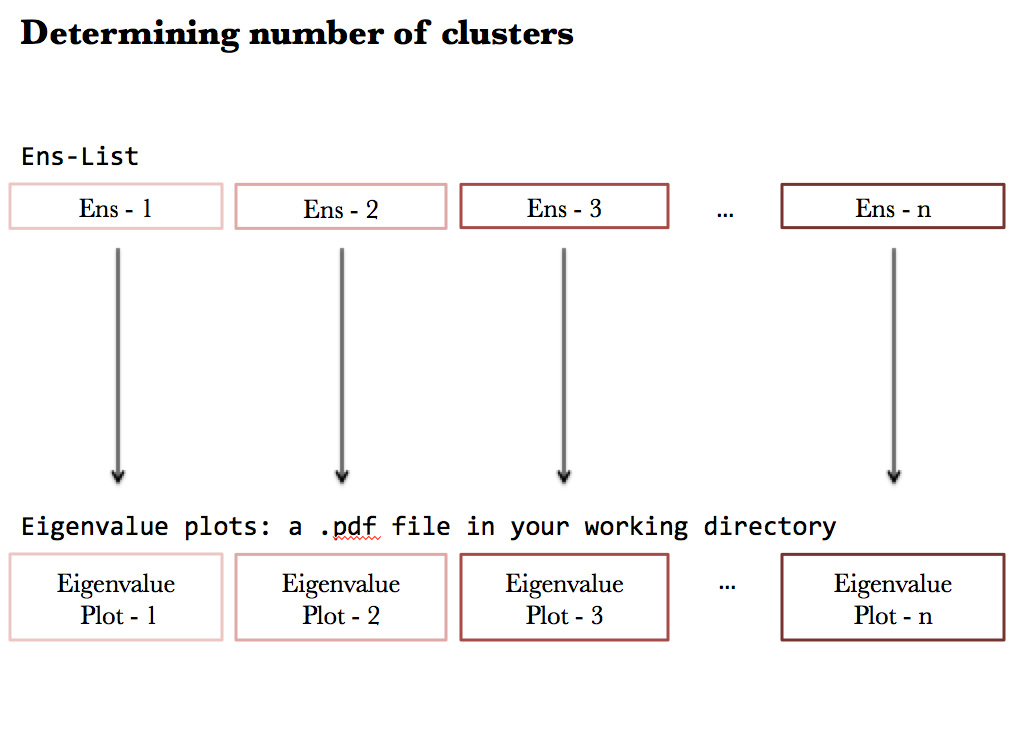 Determining number of clusters
Ens-List
Ens - 1 Ens - 2 Ens - 3 ... Ens - n
Eigenvalue plots: a .pdf file in your working directory
Eigenvalue Eigenvalue Eigenvalue ... Eigenvalue
Plot - 1 Plot - 2 Plot - 3 Plot - n